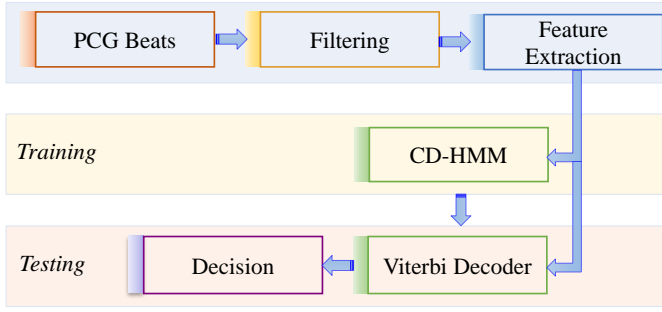 PCG Beats
Filtering
Feature
Extraction
Training
CD-HMM
Testing
Decision
Viterbi Decoder